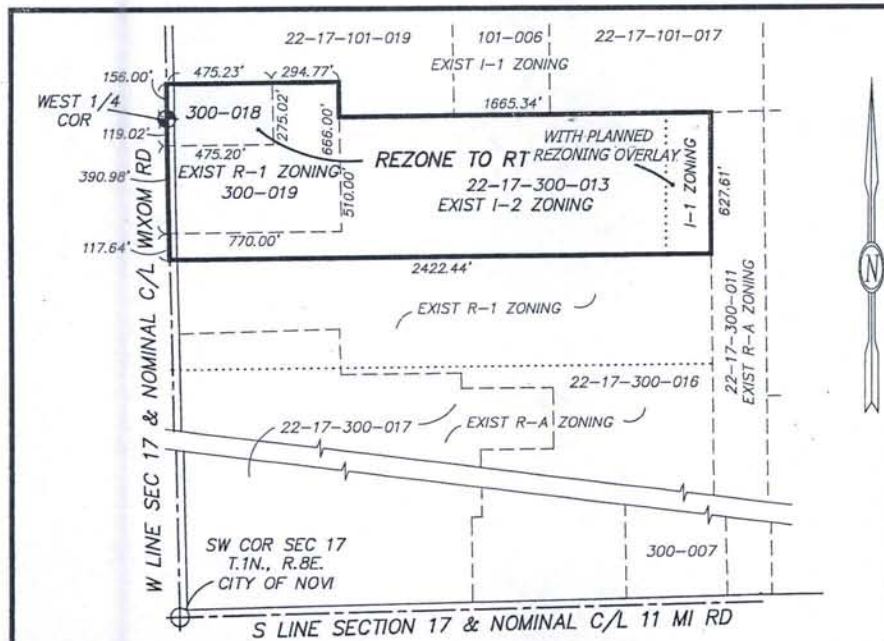 22-17-101-019
101-006
22-17-101-017
EXIST I-1 ZONING
156.00'
475.23'
294.77'
1665.34'
WEST 1/4
COR
300-018
275.02'
666.00'
119.02'
475.20'
REZONE TO RT
WITH PLANNED
REZONING OVERLAY
EXIST R-1 ZONING
300-019
390.98'
510.00'
22-17-300-013
EXIST I-2 ZONING
I-1 ZONING
627.61'
770.00'
117.64'
2422.44'
WIXOM RD
W LINE SEC 17 & NOMINAL C/L
EXIST R-1 ZONING
22-17-300-011
EXIST R-A ZONING
22-17-300-016
22-17-300-017
EXIST R-A ZONING
N
SW COR SEC 17
T.1N., R.8E.
CITY OF NOVI
300-007
S LINE SECTION 17 & NOMINAL C/L 11 MI RD